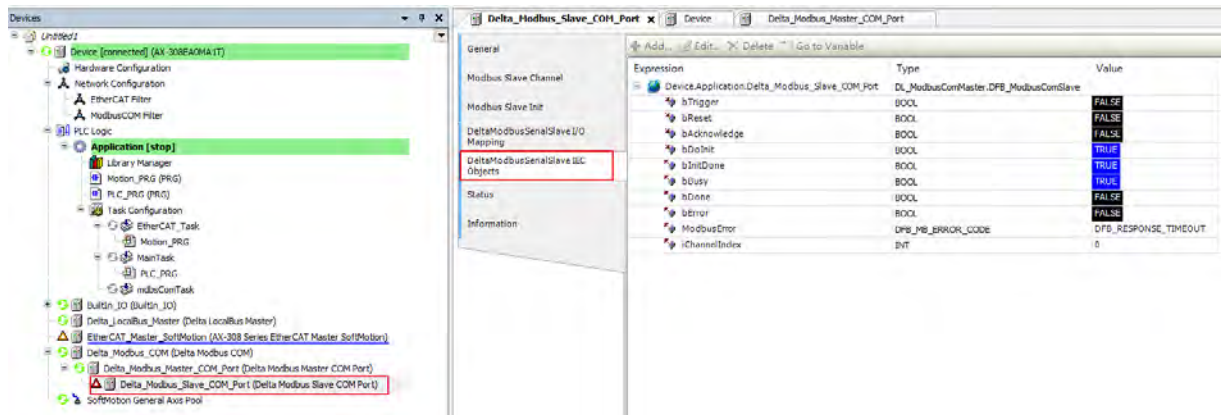 Devices
Untitled1
Device [connected] (AX-308EA0MA1T)
Hardware Configuration
Network Configuration
EtherCAT Filter
ModbusCOM Filter
PLC Logic
Application [stop]
Library Manager
Motion_PRG (PRG)
PLC_PRG (PRG)
Task Configuration
EtherCAT_Task
Motion_PRG
MainTask
PLC_PRG
mdbsComTask
BuiltIn_IO (BuiltIn_IO)
Delta_LocalBus_Master (Delta LocalBus Master)
EtherCAT_Master_SoftMotion (AX-308 Series EtherCAT Master SoftMotion)
Delta_Modbus_COM (Delta Modbus COM)
Delta_Modbus_Master_COM_Port (Delta Modbus Master COM Port)
Delta_Modbus_Slave_COM_Port (Delta Modbus Slave COM Port)
SoftMotion General Axis Pool
Delta_Modbus_Slave_COM_Port x Device Delta_Modbus_Master_COM_Port
General
Modbus Slave Channel
Modbus Slave Init
DeltaModbusSerialSlave I/O
Mapping
DeltaModbusSerialSlave IEC
Objects
Status
Information
Add... Edit... Delete Go to Variable
Expression Type Value
Device.Application.Delta_Modbus_Slave_COM_Port DL_ModbusComMaster.DFB_ModbusComSlave
bTrigger BOOL FALSE
bReset BOOL FALSE
bAcknowledge BOOL FALSE
bDoInit BOOL TRUE
bInitDone BOOL TRUE
bBusy BOOL TRUE
bDone BOOL FALSE
bError BOOL FALSE
ModbusError DFB_MB_ERROR_CODE DFB_RESPONSE_TIMEOUT
iChannelIndex INT 0